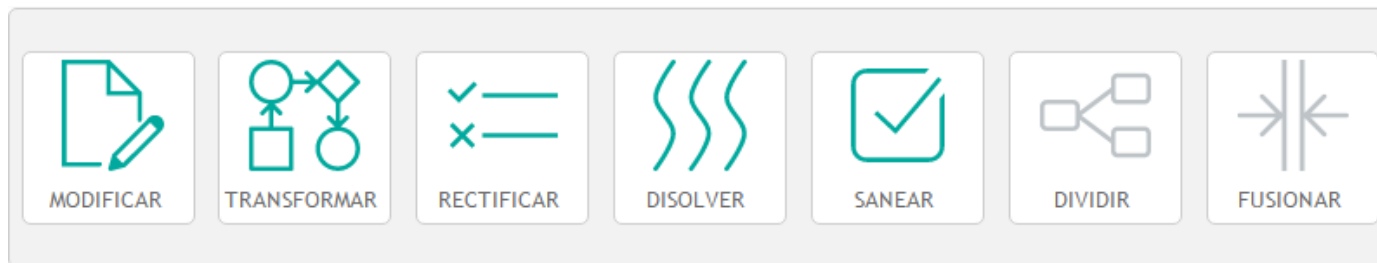 MODIFICAR
TRANSFORMAR
RECTIFICAR
DISOLVER
SANEAR
DIVIDIR
FUSIONAR